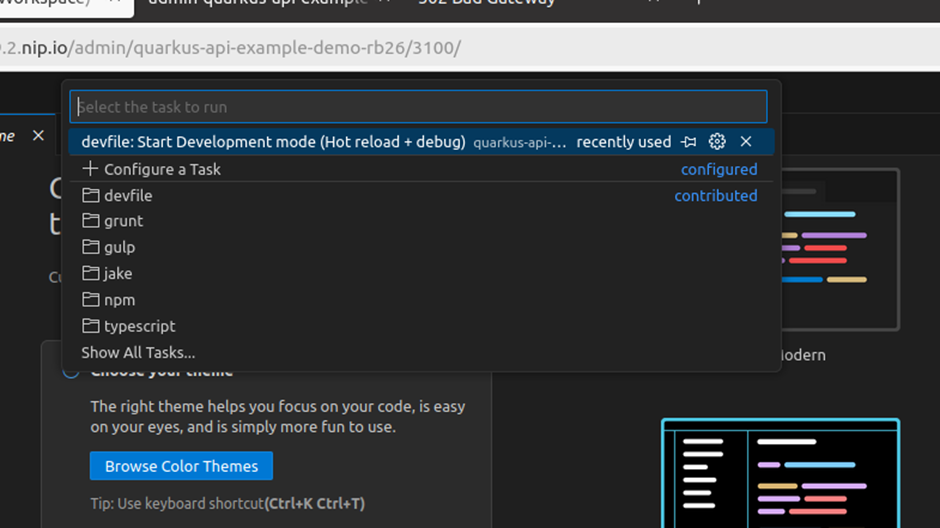 admin quarkus-api-example
502 Bad Gateway
.2.nip.io/admin/quarkus-api-example-demo-rb26/3100/
Select the task to run
devfile: Start Development mode (Hot reload + debug) quarkus-api-... recently used
Configure a Task configured
devfile contributed
grunt
gulp
jake
npm
typescript
Show All Tasks...
Choose your theme
The right theme helps you focus on your code, is easy
on your eyes, and is simply more fun to use.
Browse Color Themes
Tip: Use keyboard shortcut(Ctrl+K Ctrl+T)